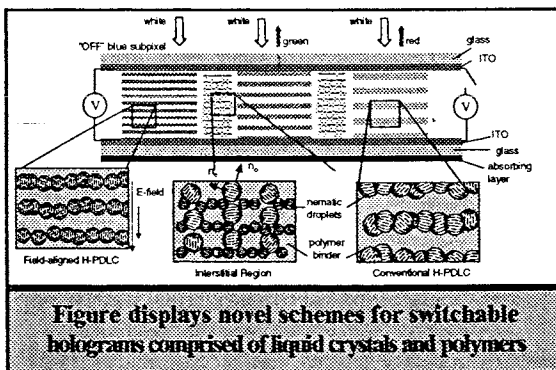 white white white
"OFF" blue subpixel green red glass
ITO
V V
ITO
glass
absorbing
layer
E-field nematic
droplets
polymer
binder
Field-aligned H-PDLC Interstitial Region Conventional H-PDLC
Figure displays novel schemes for switchable
holograms comprised of liquid crystals and polymers